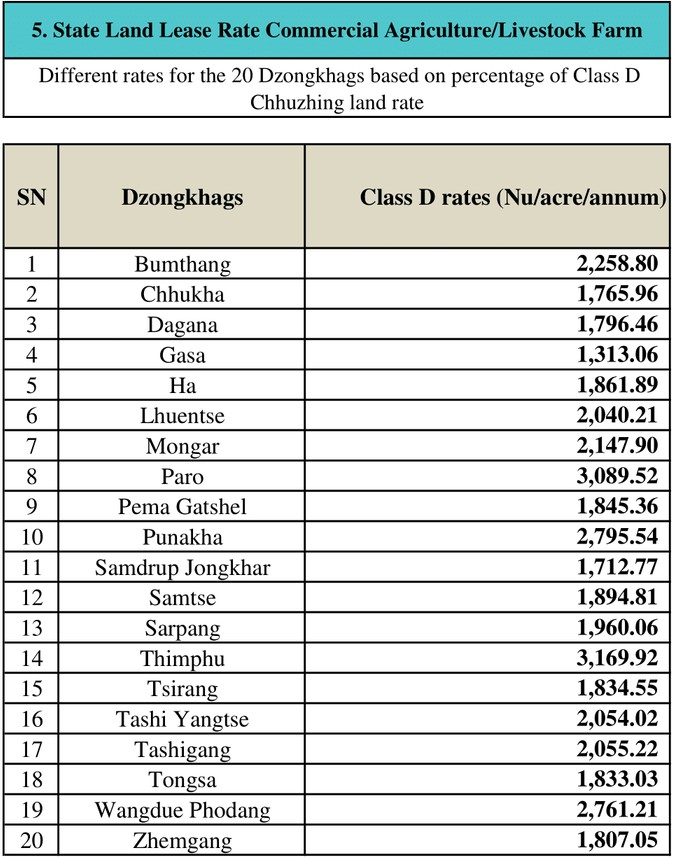 5. State Land Lease Rate Commercial Agriculture/Livestock Farm
Different rates for the 20 Dzongkhags based on percentage of Class D
Chhuzhing land rate
SN Dzongkhags Class D rates (Nu/acre/annum)
1 Bumthang 2,258.80
2 Chhukha 1,765.96
3 Dagana 1,796.46
4 Gasa 1,313.06
5 Ha 1,861.89
6 Lhuentse 2,040.21
7 Mongar 2,147.90
8 Paro 3,089.52
9 Pema Gatshel 1,845.36
10 Punakha 2,795.54
11 Samdrup Jongkhar 1,712.77
12 Samtse 1,894.81
13 Sarpang 1,960.06
14 Thimphu 3,169.92
15 Tsirang 1,834.55
16 Tashi Yangtse 2,054.02
17 Tashigang 2,055.22
18 Tongsa 1,833.03
19 Wangdue Phodang 2,761.21
20 Zhemgang 1,807.05